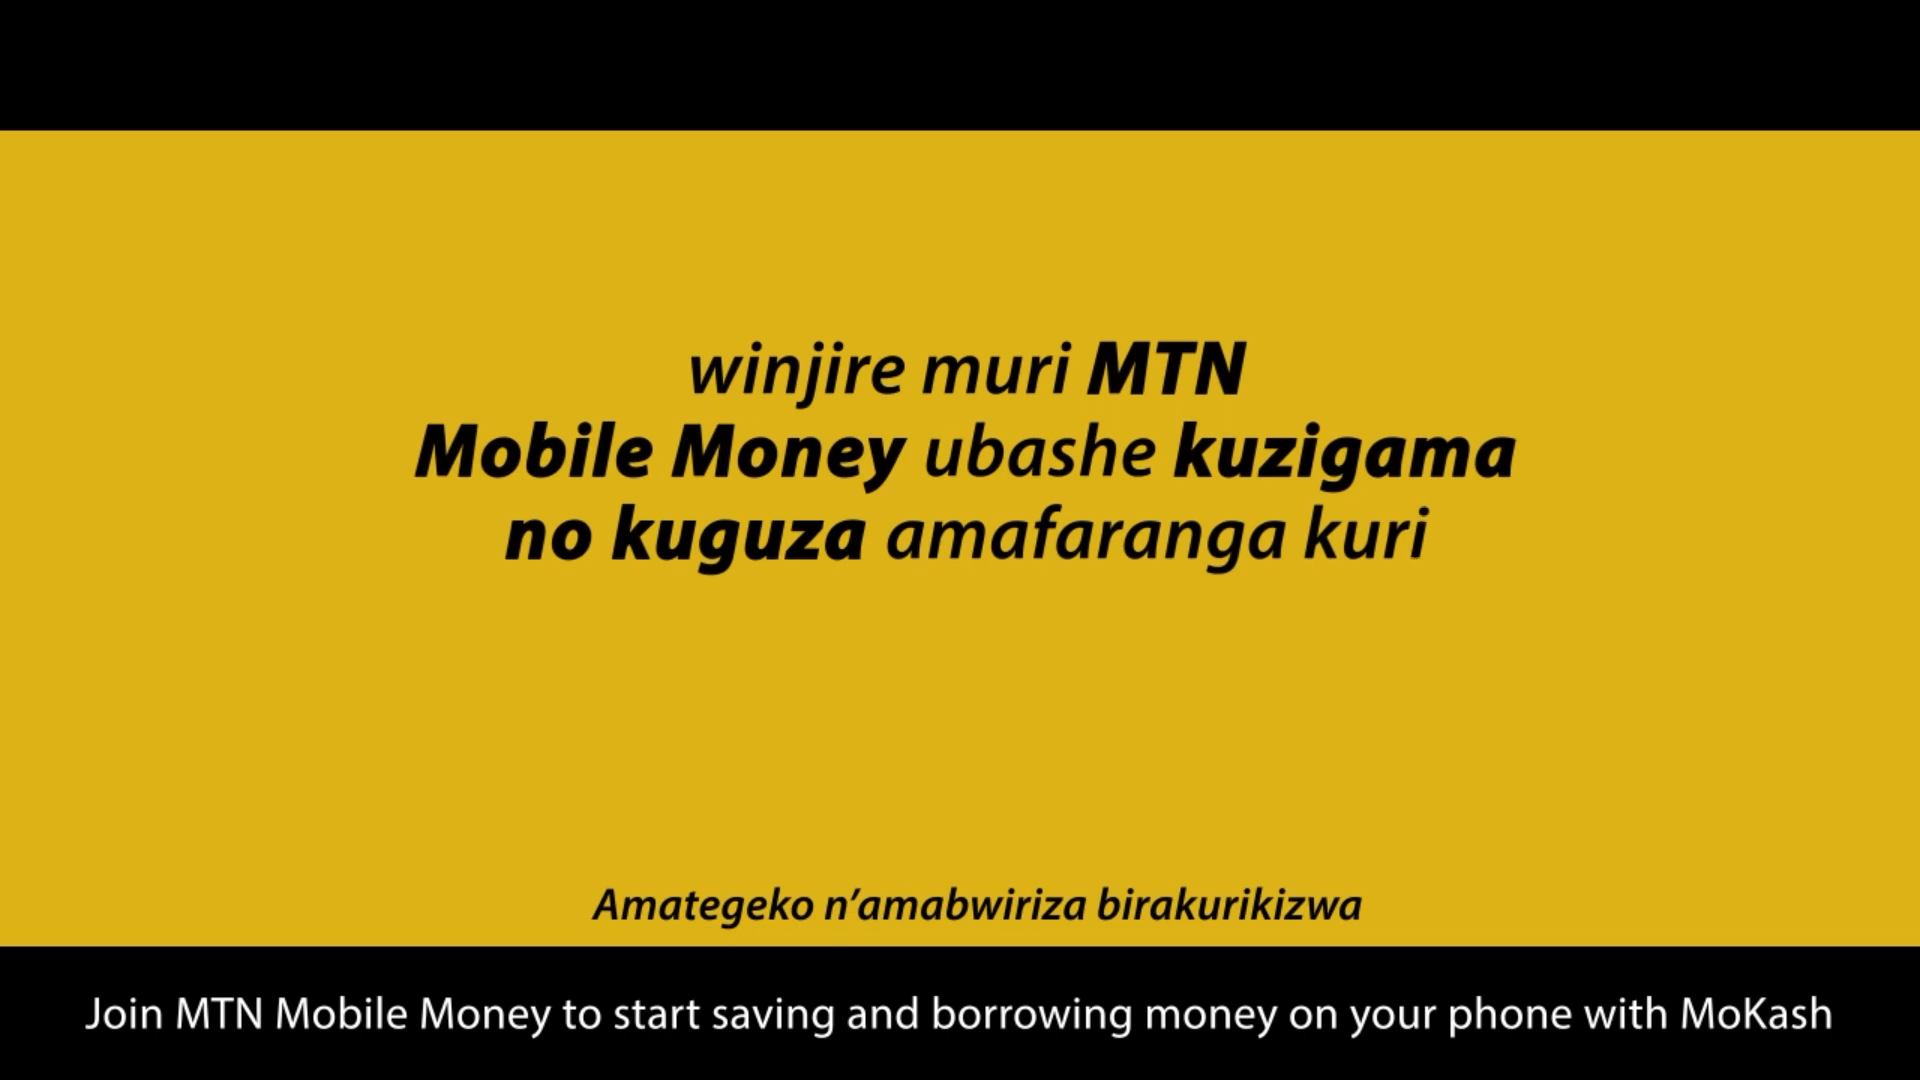 winjire muri MTN
Mobile Money ubashe kuzigama
no kuguza amafaranga kuri
Amategeko n’amabwiriza birakurikizwa
Join MTN Mobile Money to start saving and borrowing money on your phone with MoKash